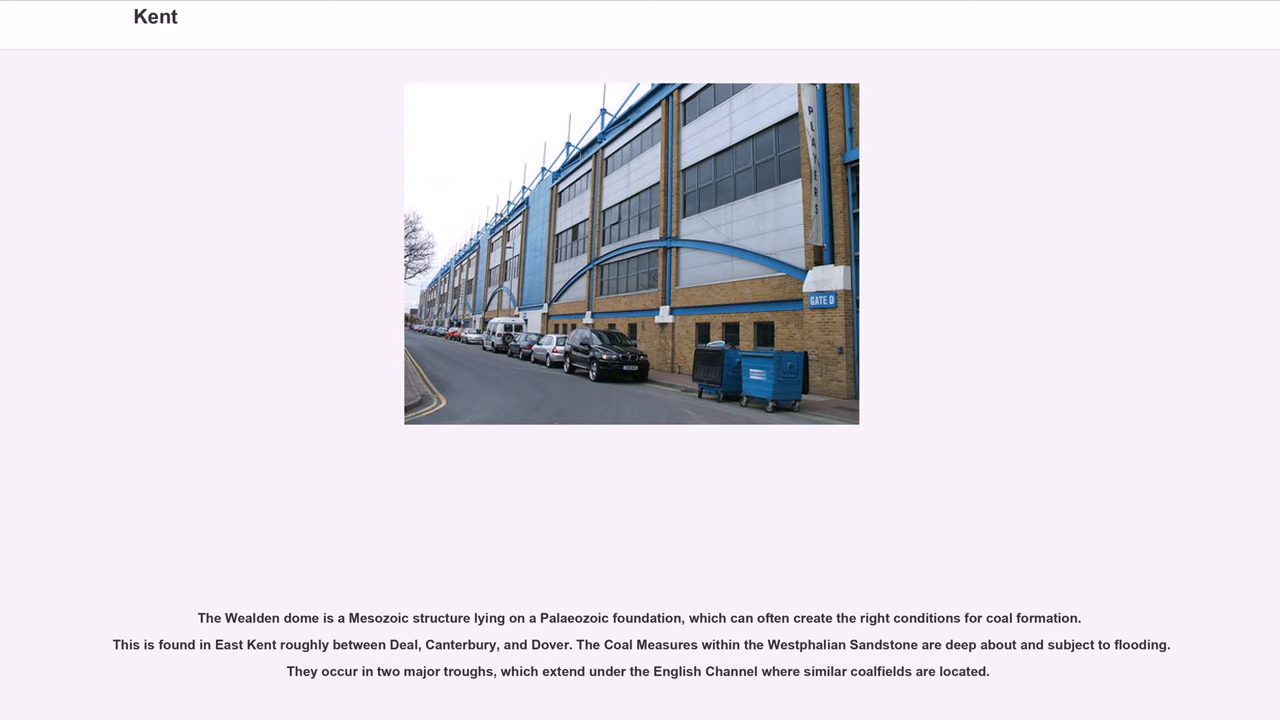 Kent
PLAYERS
GATE D
The Wealden dome is a Mesozoic structure lying on a Palaeozoic foundation, which can often create the right conditions for coal formation.
This is found in East Kent roughly between Deal, Canterbury, and Dover. The Coal Measures within the Westphalian Sandstone are deep about and subject to flooding.
They occur in two major troughs, which extend under the English Channel where similar coalfields are located.